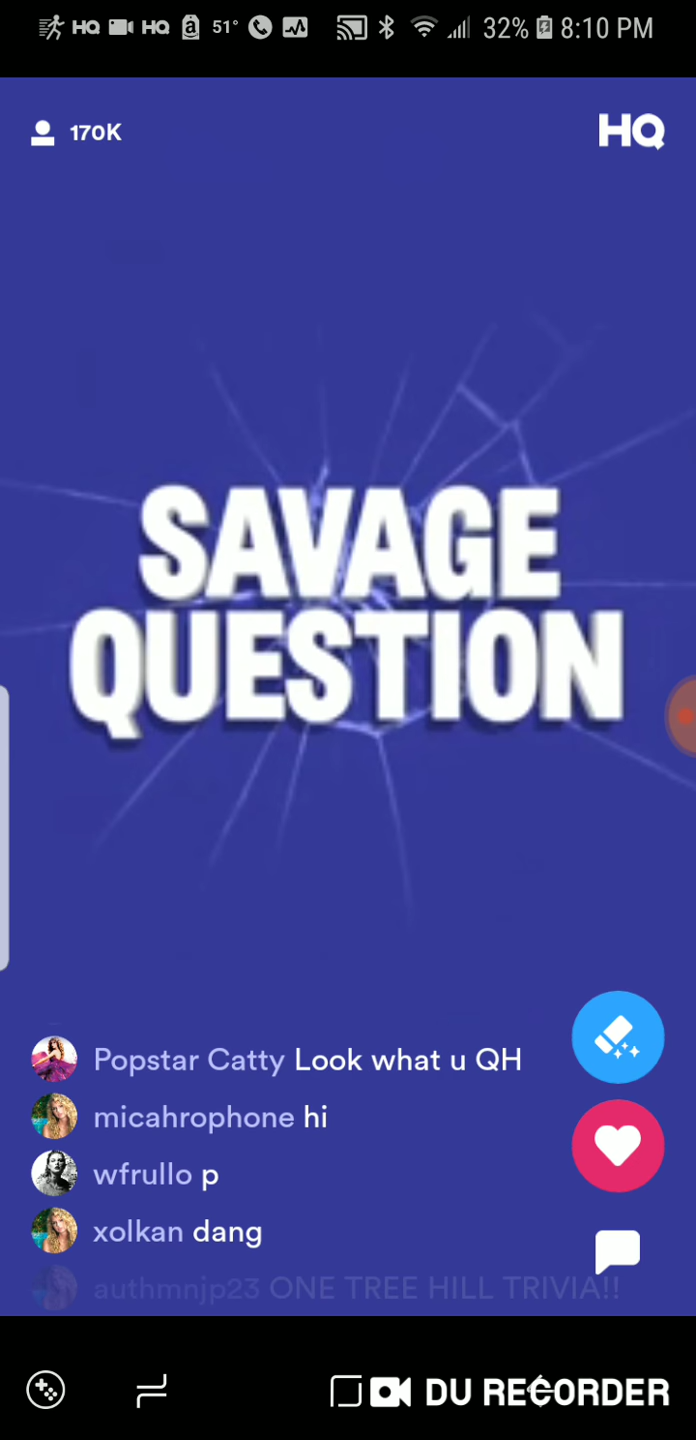 HQ HQ a 51° 32% 8:10 PM
170K
HQ
SAVAGE
QUESTION
Popstar Catty Look what u QH
micahrophone hi
wfrullo p
xolkan dang
authmnjp23 ONE TREE HILL TRIVIA!!
DU RECORDER